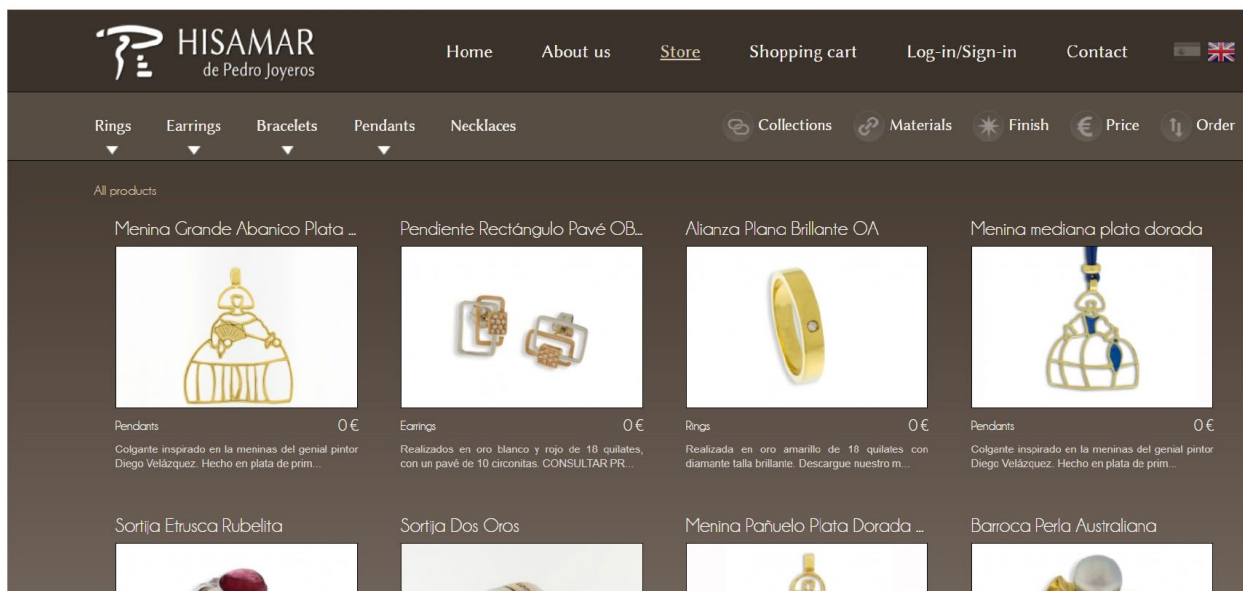 HISAMAR
de Pedro Joyeros
Home About us Store Shopping cart Log-in/Sign-in Contact
Rings Earrings Bracelets Pendants Necklaces Collections Materials Finish Price Order
All products
Menina Grande Abanico Plata ... Pendiente Rectángulo Pavé OB... Alianza Plana Brillante OA Menina mediana plata dorada
Pendants 0 € Earrings 0 € Rings 0 € Pendants 0 €
Colgante inspirado en la meninas del genial pintor
Diego Velázquez. Hecho en plata de prim...
Realizados en oro blanco y rojo de 18 quilates,
con un pavé de 10 circonitas. CONSULTAR PR...
Realizada en oro amarillo de 18 quilates con
diamante talla brillante. Descargue nuestro m...
Colgante inspirado en la meninas del genial pintor
Diego Velázquez. Hecho en plata de prim...
Sortija Etrusca Rubelita Sortija Dos Oros Menina Pañuelo Plata Dorada ... Barroca Perla Australiana